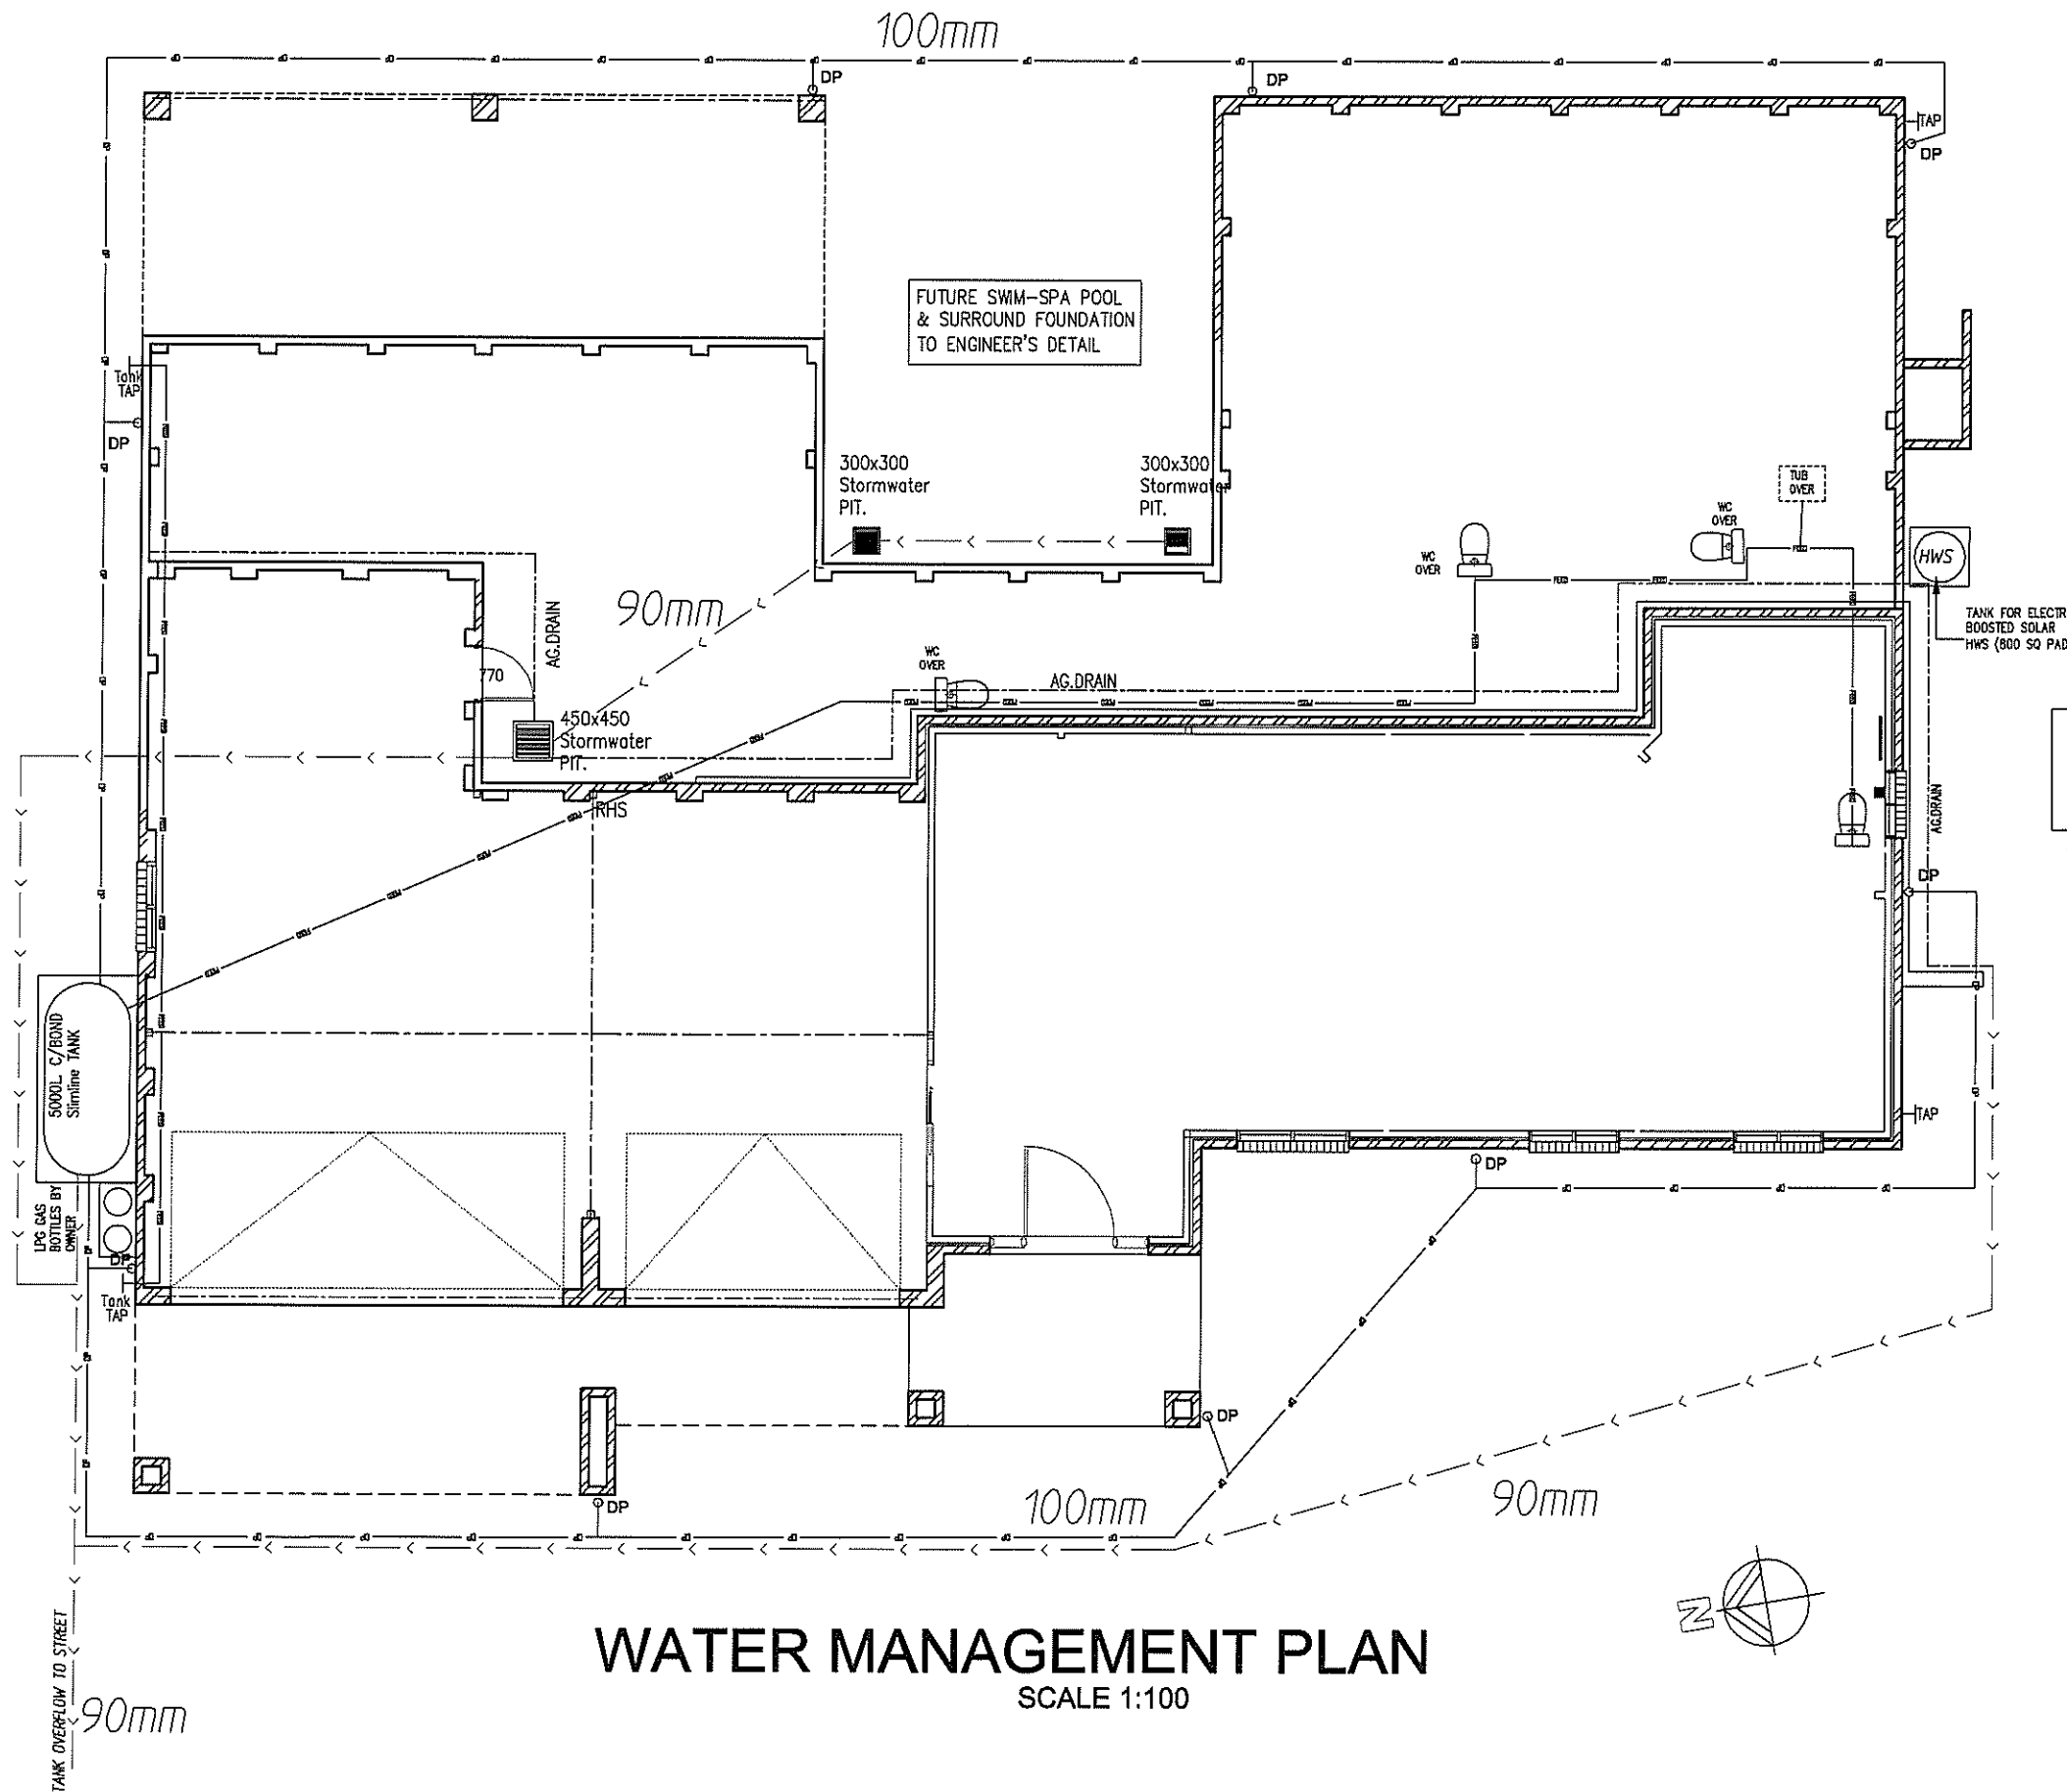 100mm
DP
DP
TAP
DP
FUTURE SWIM-SPA POOL
& SURROUND FOUNDATION
TO ENGINEER'S DETAIL
Tank
TAP
DP
300x300
Stormwater
PIT.
300x300
Stormwater
PIT.
TUB
OVER
WC
OVER
WC
OVER
HWS
90mm
AG.DRAIN
TANK FOR ELECTR
BOOSTED SOLAR
HWS (800 SQ PAD
WC
OVER
770
AG.DRAIN
450x450
Stormwater
PIT.
RHS
AG.DRAIN
DP
5000L C/BOND
Slimline TANK
TAP
DP
LPG GAS
BOTTLES BY
OWNER
DP
Tank
TAP
DP
DP
100mm
90mm
N
WATER MANAGEMENT PLAN
SCALE 1:100
TANK OVERFLOW TO STREET
90mm